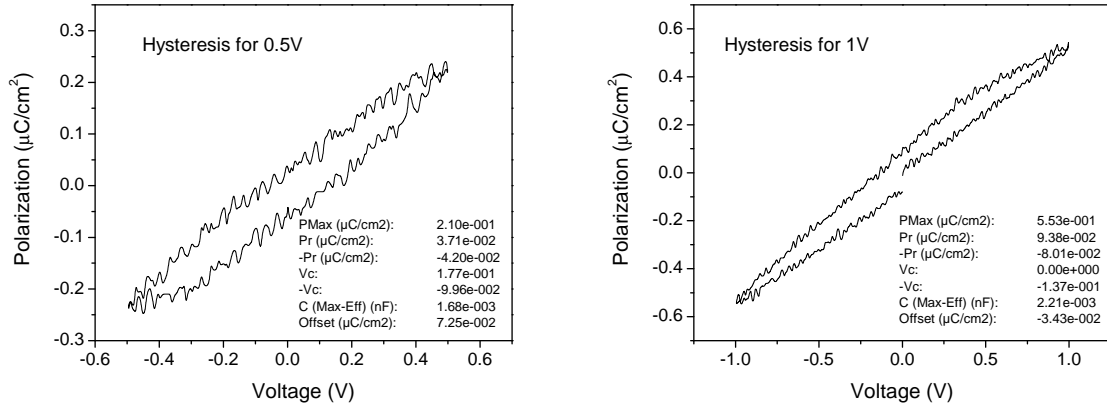 Hysteresis for 0.5V
Polarization (μC/cm²)
0.3
0.2
0.1
0.0
-0.1
-0.2
-0.3
PMax (μC/cm2): 2.10e-001
Pr (μC/cm2): 3.71e-002
-Pr (μC/cm2): -4.20e-002
Vc: 1.77e-001
-Vc: -9.96e-002
C (Max-Eff) (nF): 1.68e-003
Offset (μC/cm2): 7.25e-002
-0.6 -0.4 -0.2 0.0 0.2 0.4 0.6
Voltage (V)
Hysteresis for 1V
Polarization (μC/cm²)
0.6
0.4
0.2
0.0
-0.2
-0.4
-0.6
PMax (μC/cm2): 5.53e-001
Pr (μC/cm2): 9.38e-002
-Pr (μC/cm2): -8.01e-002
Vc: 0.00e+000
-Vc: -1.37e-001
C (Max-Eff) (nF): 2.21e-003
Offset (μC/cm2): -3.43e-002
-1.0 -0.5 0.0 0.5 1.0
Voltage (V)